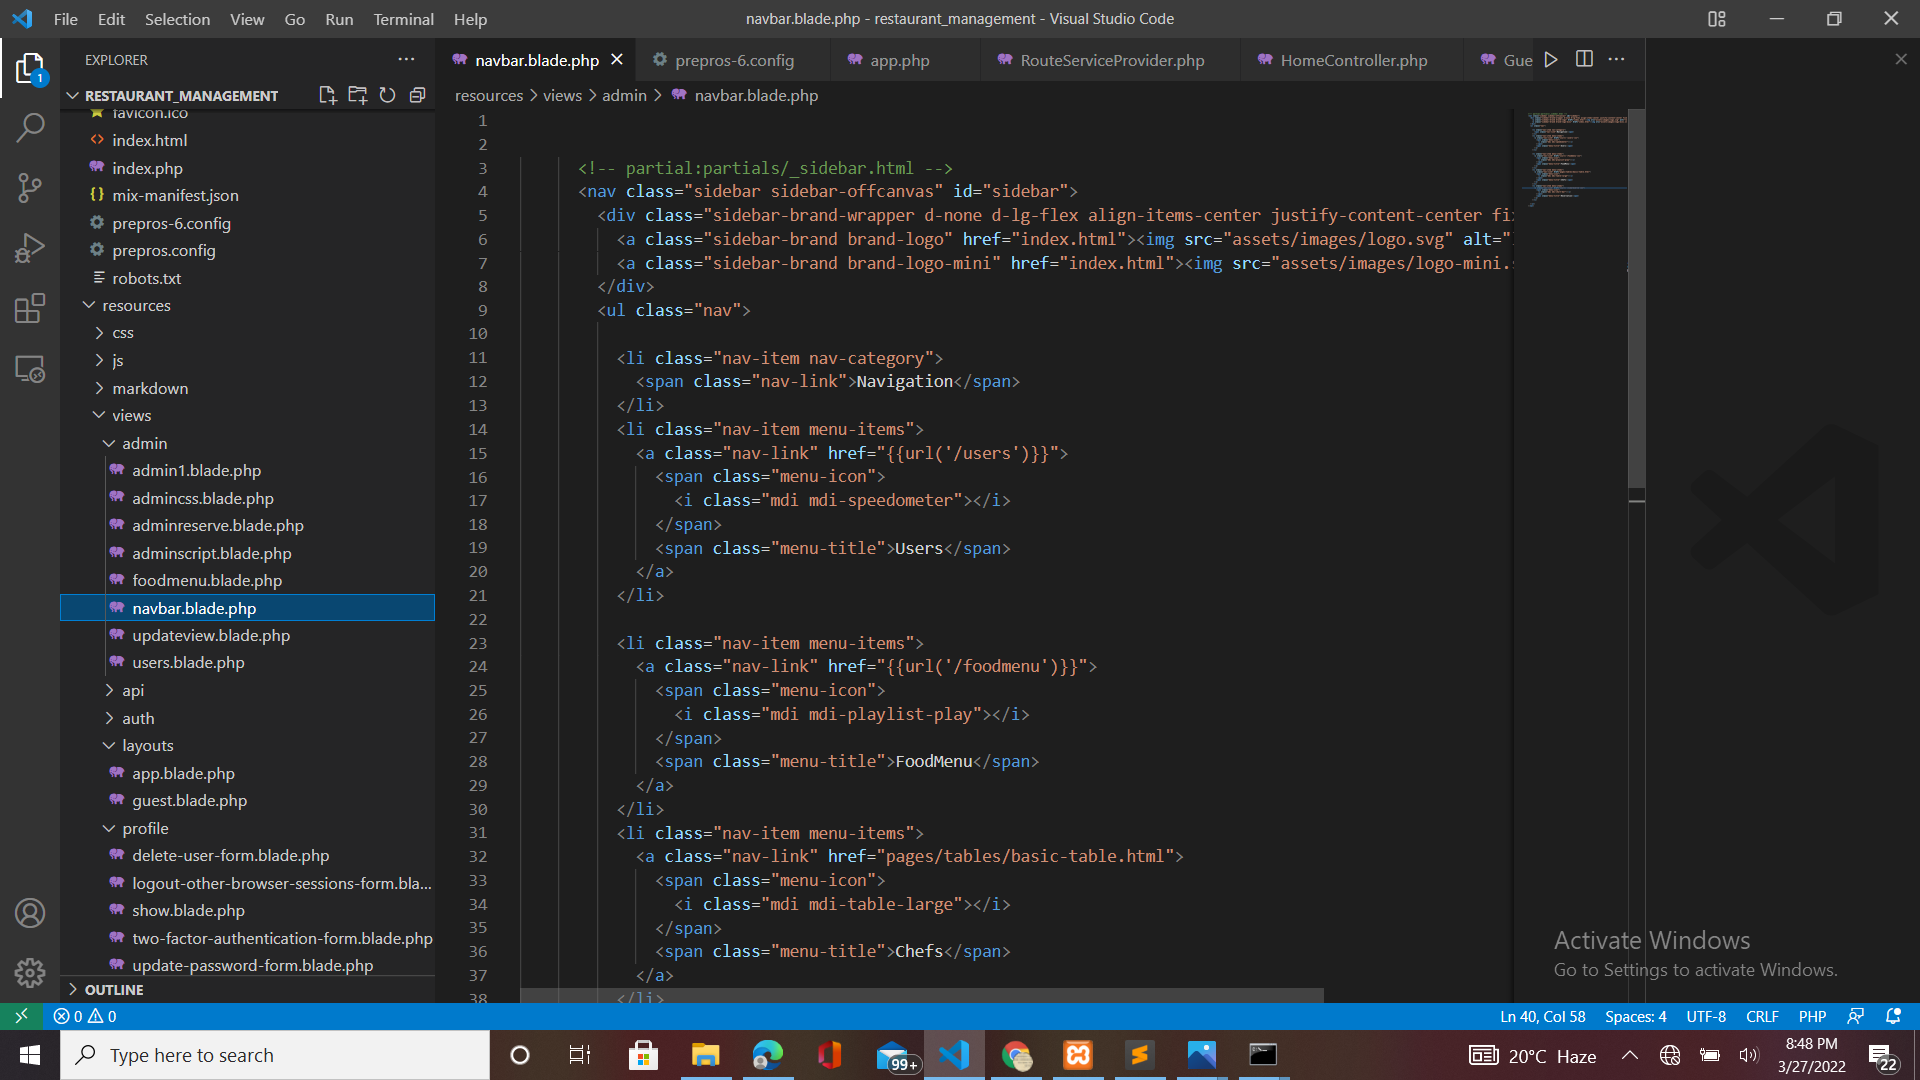 File Edit Selection View Go Run Terminal Help
navbar.blade.php - restaurant_management - Visual Studio Code
EXPLORER
RESTAURANT_MANAGEMENT
favicon.ico
index.html
index.php
mix-manifest.json
prepros-6.config
prepros.config
robots.txt
resources
css
js
markdown
views
admin
admin1.blade.php
admincss.blade.php
adminreserve.blade.php
adminscript.blade.php
foodmenu.blade.php
navbar.blade.php
updateview.blade.php
users.blade.php
api
auth
layouts
app.blade.php
guest.blade.php
profile
delete-user-form.blade.php
logout-other-browser-sessions-form.bla...
show.blade.php
two-factor-authentication-form.blade.php
update-password-form.blade.php
OUTLINE
navbar.blade.php prepros-6.config app.php RouteServiceProvider.php HomeController.php Gue
resources > views > admin > navbar.blade.php
1
2
3 <!-- partial:partials/_sidebar.html -->
4 <nav class="sidebar sidebar-offcanvas" id="sidebar">
5 <div class="sidebar-brand-wrapper d-none d-lg-flex align-items-center justify-content-center fi
6 <a class="sidebar-brand brand-logo" href="index.html"><img src="assets/images/logo.svg" alt="
7 <a class="sidebar-brand brand-logo-mini" href="index.html"><img src="assets/images/logo-mini.
8 </div>
9 <ul class="nav">
10
11 <li class="nav-item nav-category">
12 <span class="nav-link">Navigation</span>
13 </li>
14 <li class="nav-item menu-items">
15 <a class="nav-link" href="{{url('/users')}}">
16 <span class="menu-icon">
17 <i class="mdi mdi-speedometer"></i>
18 </span>
19 <span class="menu-title">Users</span>
20 </a>
21 </li>
22
23 <li class="nav-item menu-items">
24 <a class="nav-link" href="{{url('/foodmenu')}}">
25 <span class="menu-icon">
26 <i class="mdi mdi-playlist-play"></i>
27 </span>
28 <span class="menu-title">FoodMenu</span>
29 </a>
30 </li>
31 <li class="nav-item menu-items">
32 <a class="nav-link" href="pages/tables/basic-table.html">
33 <span class="menu-icon">
34 <i class="mdi mdi-table-large"></i>
35 </span>
36 <span class="menu-title">Chefs</span>
37 </a>
38 </li>
Activate Windows
Go to Settings to activate Windows.
0 0
Ln 40, Col 58 Spaces: 4 UTF-8 CRLF PHP
Type here to search
99+
20°C Haze
8:48 PM
3/27/2022
22